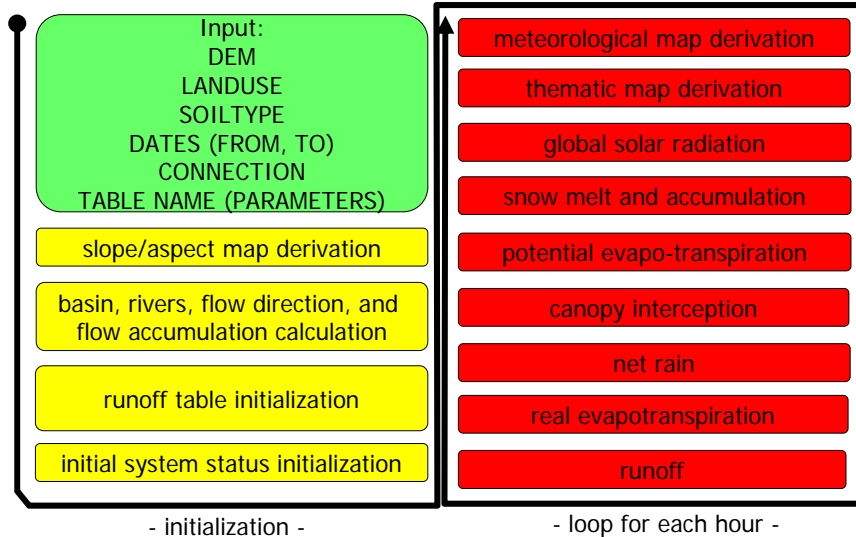 Input:
DEM
LANDUSE
SOILTYPE
DATES (FROM, TO)
CONNECTION
TABLE NAME (PARAMETERS)
slope/aspect map derivation
basin, rivers, flow direction, and
flow accumulation calculation
runoff table initialization
initial system status initialization
- initialization -
meteorological map derivation
thematic map derivation
global solar radiation
snow melt and accumulation
potential evapo-transpiration
canopy interception
net rain
real evapotranspiration
runoff
- loop for each hour -